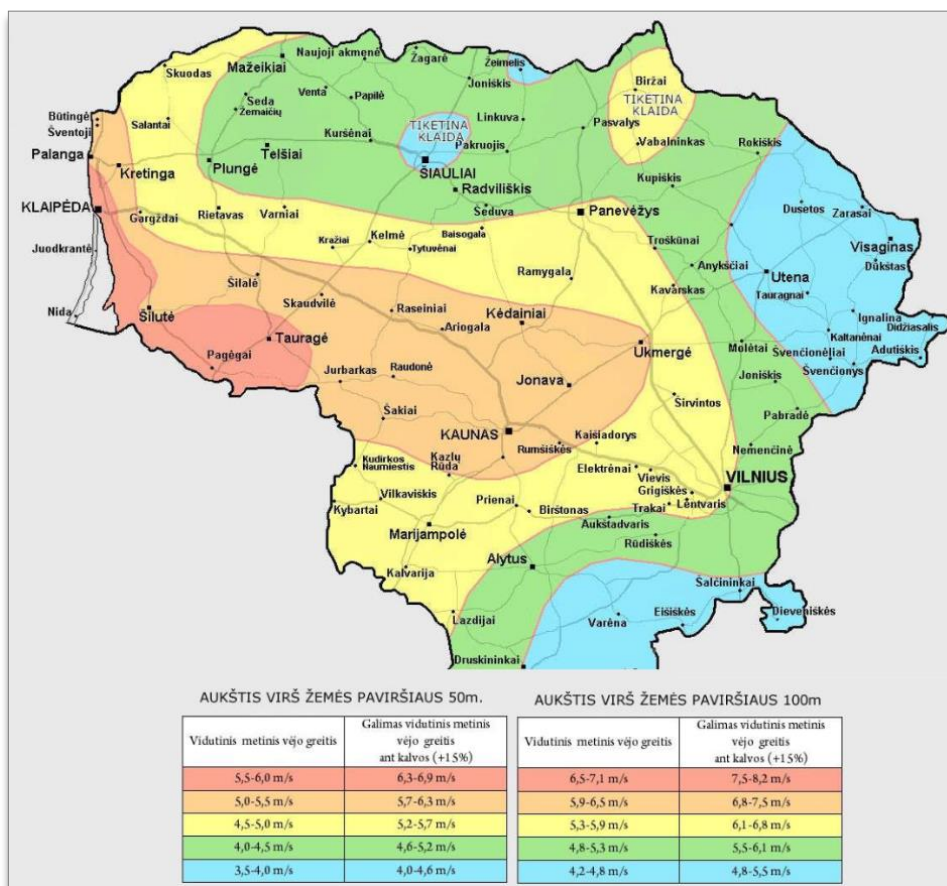 Naujoji akmenė
Žagarė
Žeimelis
Skuodas
Mažeikiai
Joniškis
Biržai
Seda
Žemaičių
Venta
Papilė
TIKĖTINA
KLAIDA
Būtingė
Šventoji
Salantai
Kuršėnai
TIKĖTINA
KLAIDA
Linkuva
Pasvalys
Palanga
Kretinga
Plungė
Telšiai
Pakruojis
Vabalninkas
Rokiškis
ŠIAULIAI
Radviliškis
Kupiškis
KLAIPĖDA
Gargždai
Rietavas
Varniai
Šeduva
Panevėžys
Dusetos
Zarasai
Baisogala
Juodkrantė
Kražiai
Kelmė
Tytuvėnai
Troškūnai
Visaginas
Dūkštas
Anykščiai
Utena
Šilalė
Ramygala
Kavarskas
Tauragnai
Skaudvilė
Nida
Šilutė
Raseiniai
Kėdainiai
Ignalina
Didžiasalis
Ariogala
Tauragė
Ukmergė
Molėtai
Kaltanėnai
Švenčionėliai
Adutiškis
Pagėgai
Švenčionys
Jurbarkas
Raudonė
Jonava
Joniškis
Širvintos
Šakiai
Pabradė
KAUNAS
Rumšiškės
Kaišiadorys
Nemenčinė
Kudirkos
Naumiestis
Kazlų
Rūda
Elektrėnai
Vievis
VILNIUS
Vilkaviškis
Prienai
Grigiškės
Kybartai
Birštonas
Trakai
Lentvaris
Marijampolė
Aukštadvaris
Rūdiškės
Kalvarija
Alytus
Šalčininkai
Lazdijai
Varėna
Eišiškės
Dieveniškės
Druskininkai
AUKŠTIS VIRŠ ŽEMĖS PAVIRŠIAUS 50m.
Vidutinis metinis vėjo greitis
Galimas vidutinis metinis
vėjo greitis
ant kalvos (+15%)
5,5-6,0 m/s 6,3-6,9 m/s
5,0-5,5 m/s 5,7-6,3 m/s
4,5-5,0 m/s 5,2-5,7 m/s
4,0-4,5 m/s 4,6-5,2 m/s
3,5-4,0 m/s 4,0-4,6 m/s
AUKŠTIS VIRŠ ŽEMĖS PAVIRŠIAUS 100m
Vidutinis metinis vėjo greitis
Galimas vidutinis metinis
vėjo greitis
ant kalvos (+15%)
6,5-7,1 m/s 7,5-8,2 m/s
5,9-6,5 m/s 6,8-7,5 m/s
5,3-5,9 m/s 6,1-6,8 m/s
4,8-5,3 m/s 5,5-6,1 m/s
4,2-4,8 m/s 4,8-5,5 m/s